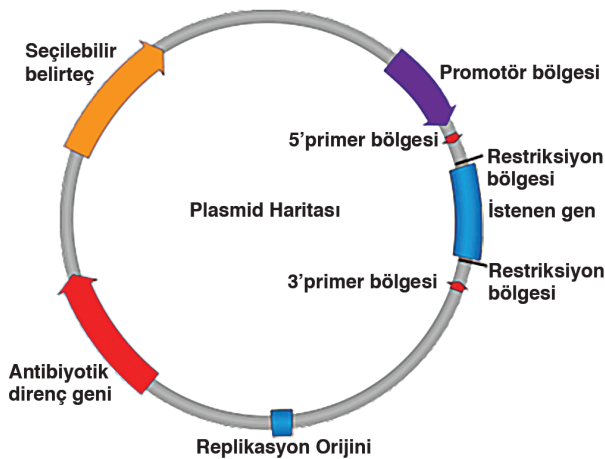 Seçilebilir
belirteç
Promotör bölgesi
5’primer bölgesi
Restriksiyon
bölgesi
Plasmid Haritası
İstenen gen
3’primer bölgesi
Restriksiyon
bölgesi
Antibiyotik
direnç geni
Replikasyon Orijini